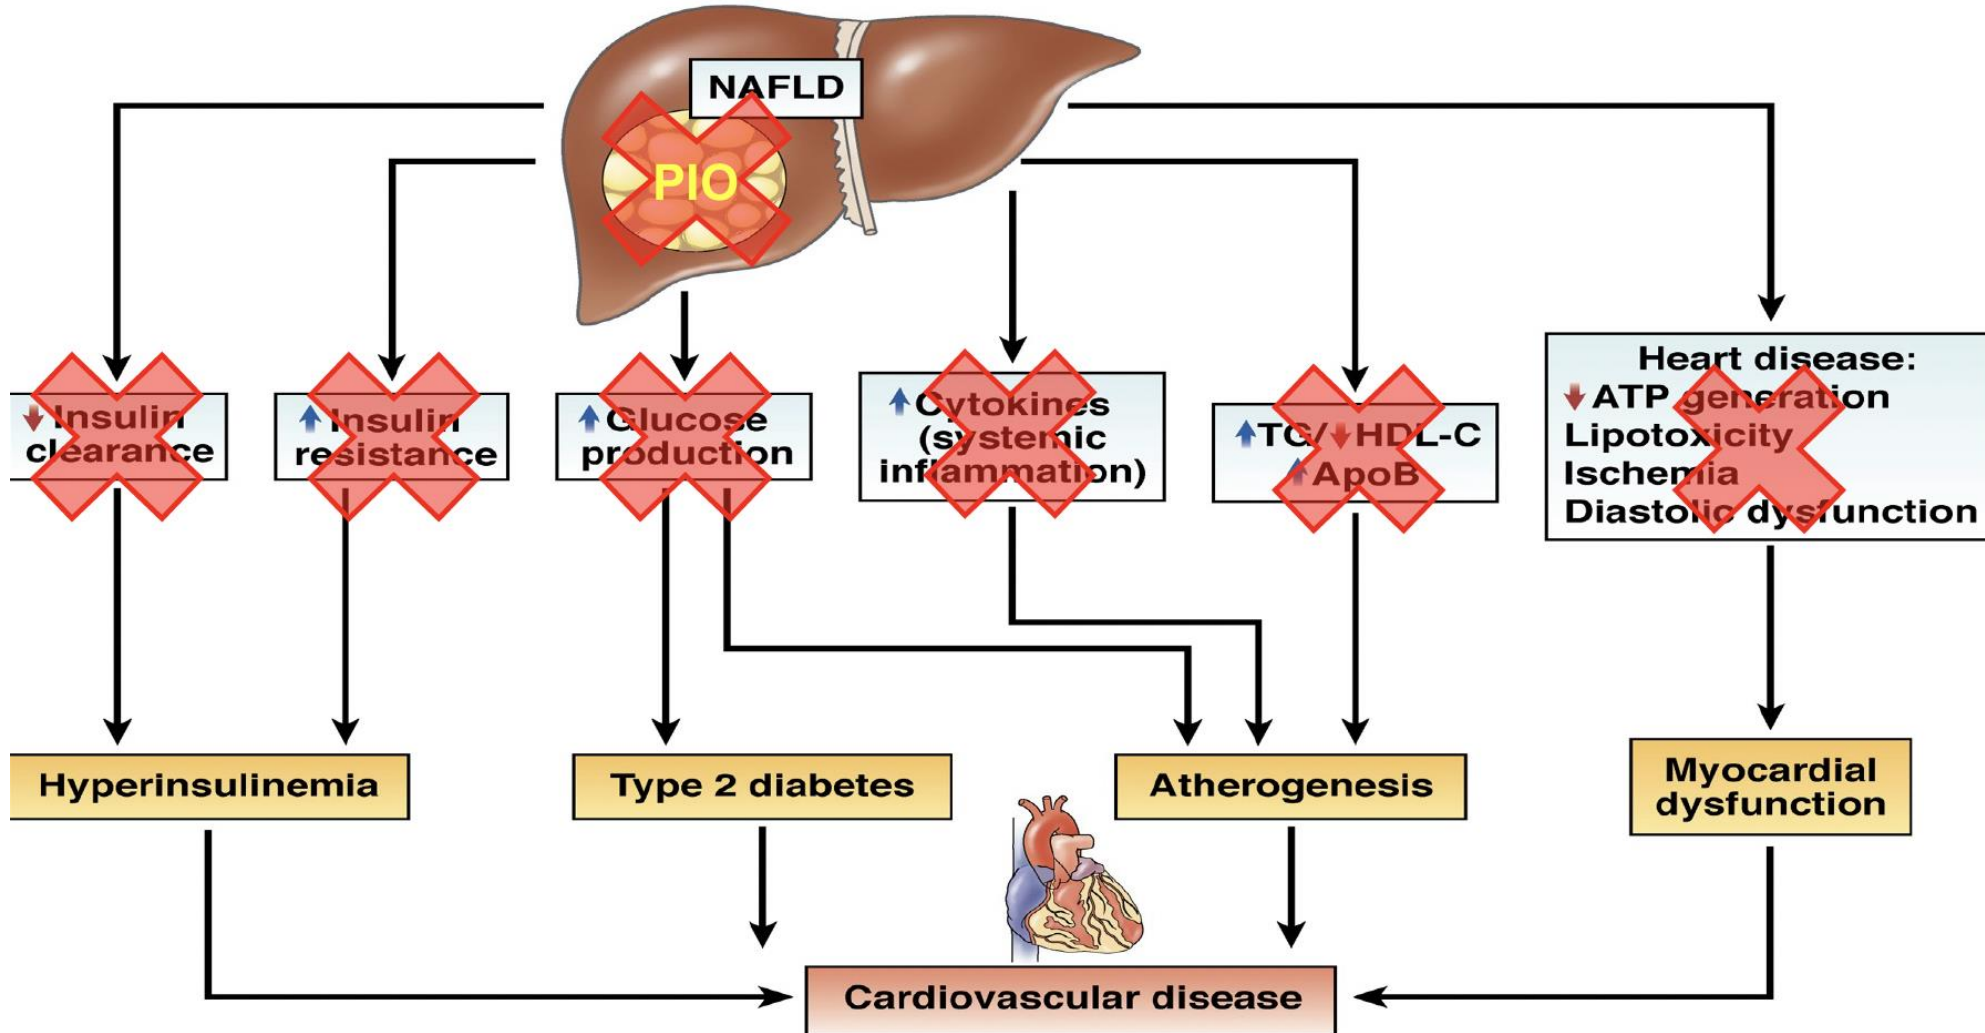 NAFLD
PIO
↓Insulin
clearance
↑Insulin
resistance
↑Glucose
production
↑Cytokines
(systemic
inflammation)
↑TG/↓HDL-C
↑ApoB
Heart disease:
↓ATP generation
Lipotoxicity
Ischemia
Diastolic dysfunction
Hyperinsulinemia
Type 2 diabetes
Atherogenesis
Myocardial
dysfunction
Cardiovascular disease